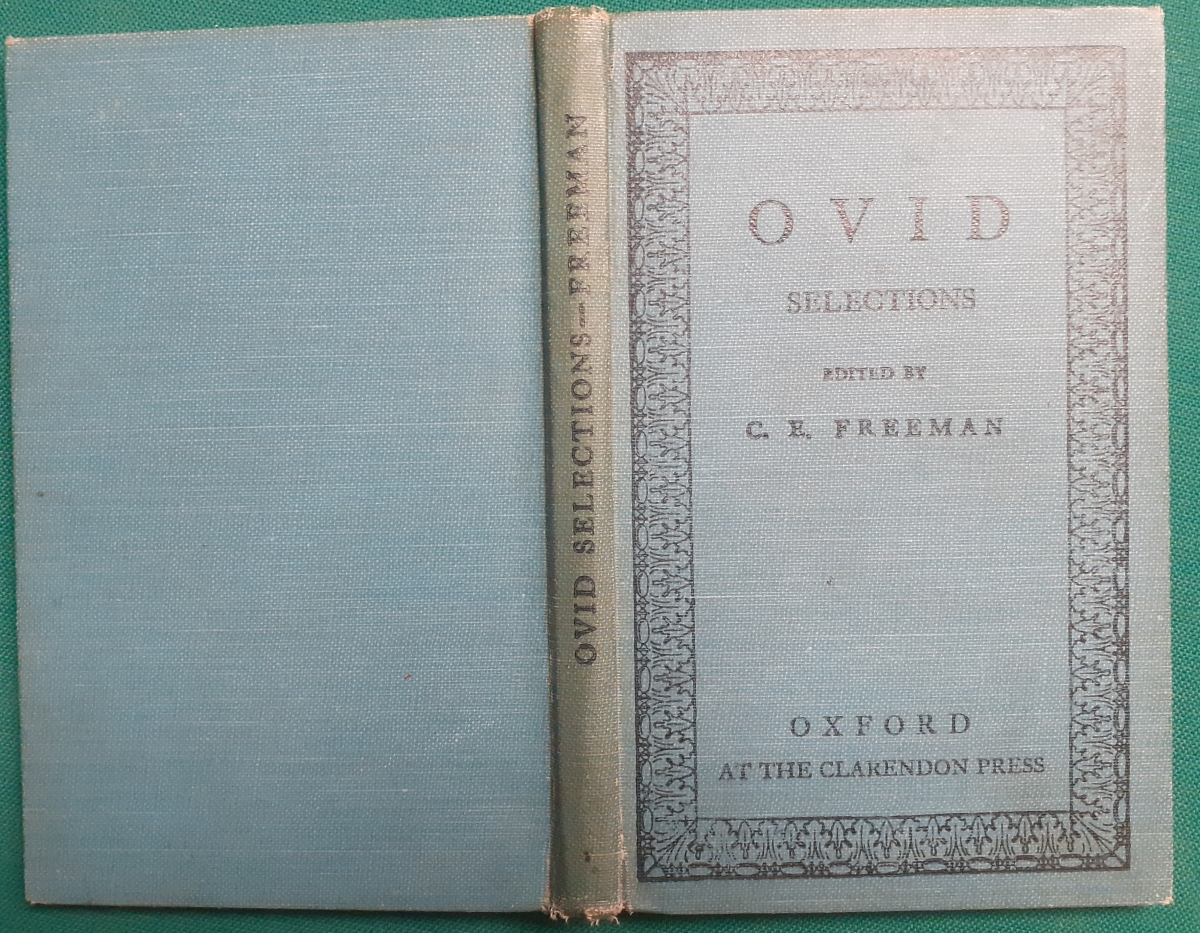 OVID SELECTIONS—FREEMAN
OVID
SELECTIONS
EDITED BY
C. E. FREEMAN
OXFORD
AT THE CLARENDON PRESS